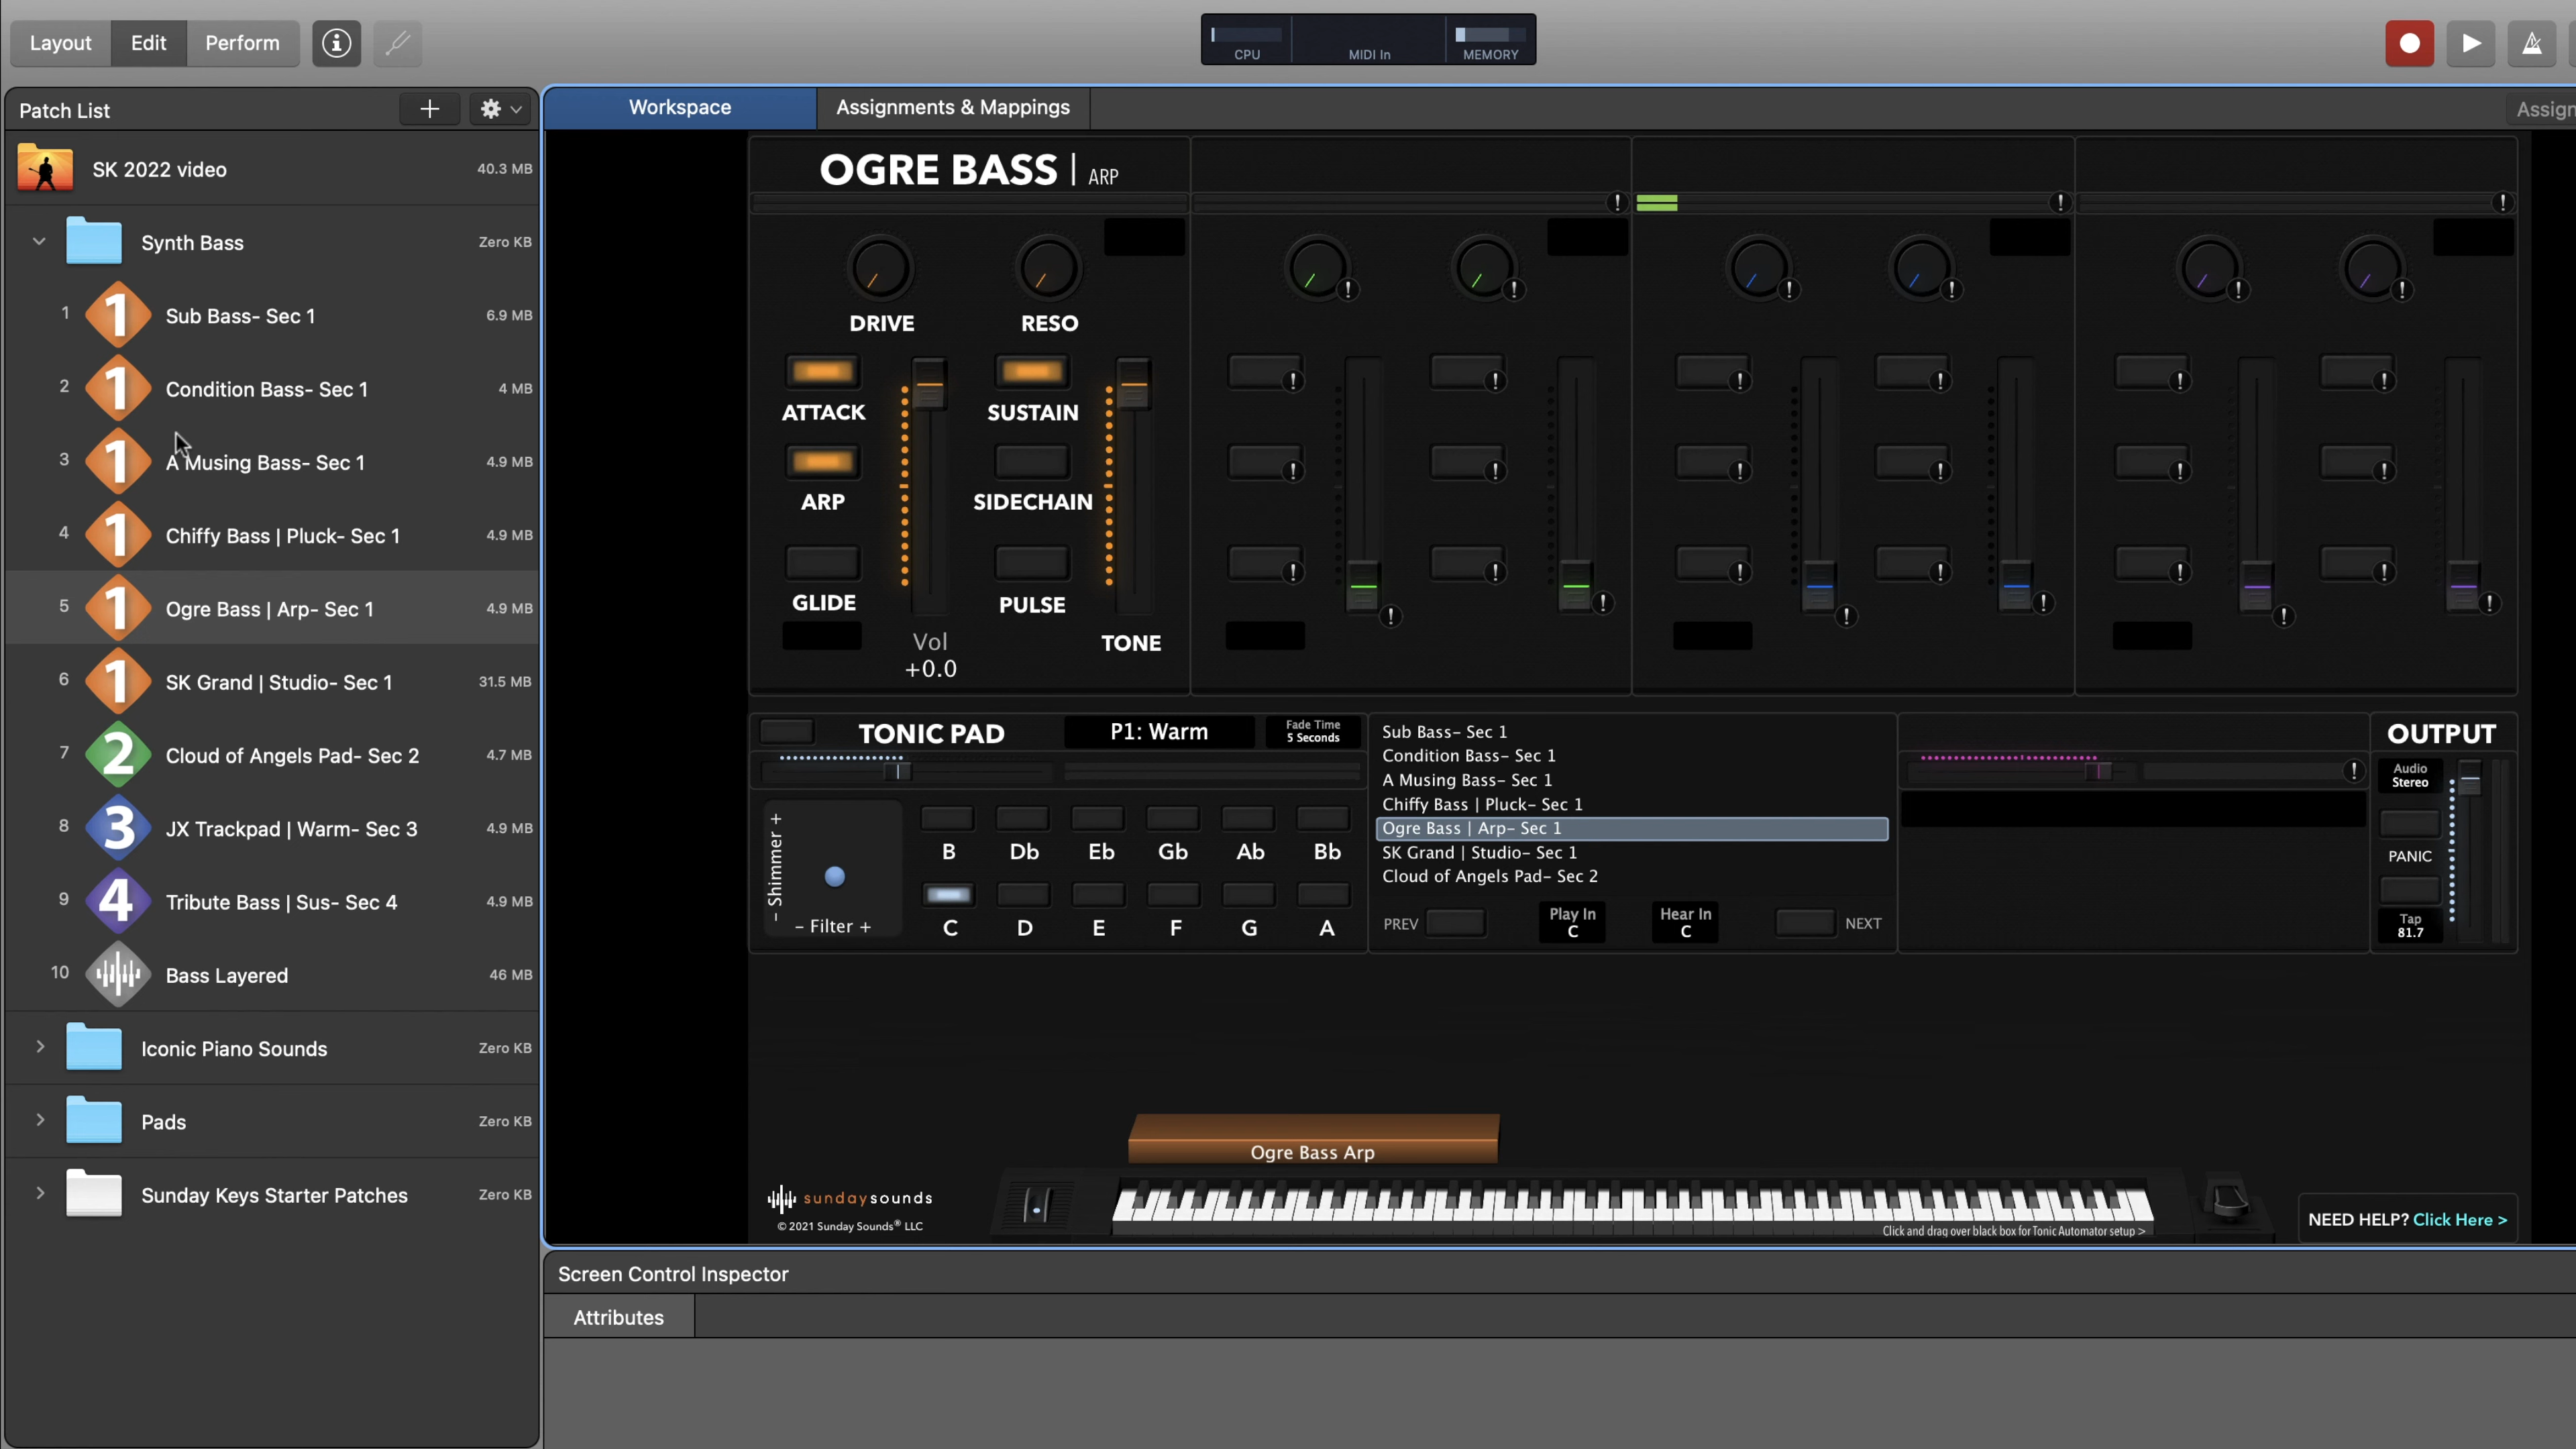 Layout Edit Perform
CPU MIDI In MEMORY
Patch List
Workspace Assignments & Mappings Assign
SK 2022 video 40.3 MB
Synth Bass Zero KB
1 1 Sub Bass- Sec 1 6.9 MB
2 1 Condition Bass- Sec 1 4 MB
3 1 A Musing Bass- Sec 1 4.9 MB
4 1 Chiffy Bass | Pluck- Sec 1 4.9 MB
5 1 Ogre Bass | Arp- Sec 1 4.9 MB
6 1 SK Grand | Studio- Sec 1 31.5 MB
7 2 Cloud of Angels Pad- Sec 2 4.7 MB
8 3 JX Trackpad | Warm- Sec 3 4.9 MB
9 4 Tribute Bass | Sus- Sec 4 4.9 MB
10 Bass Layered 46 MB
Iconic Piano Sounds Zero KB
Pads Zero KB
Sunday Keys Starter Patches Zero KB
OGRE BASS | ARP
DRIVE RESO
ATTACK SUSTAIN
ARP SIDECHAIN
GLIDE PULSE
Vol
+0.0
TONE
TONIC PAD P1: Warm
Fade Time
5 Seconds
- Shimmer +
- Filter +
B Db Eb Gb Ab Bb
C D E F G A
Sub Bass- Sec 1
Condition Bass- Sec 1
A Musing Bass- Sec 1
Chiffy Bass | Pluck- Sec 1
Ogre Bass | Arp- Sec 1
SK Grand | Studio- Sec 1
Cloud of Angels Pad- Sec 2
PREV
Play In
C
Hear In
C
NEXT
OUTPUT
Audio
Stereo
PANIC
Tap
81.7
Ogre Bass Arp
sundaysounds
© 2021 Sunday Sounds® LLC
Click and drag over black box for Tonic Automator setup >
NEED HELP? Click Here >
Screen Control Inspector
Attributes